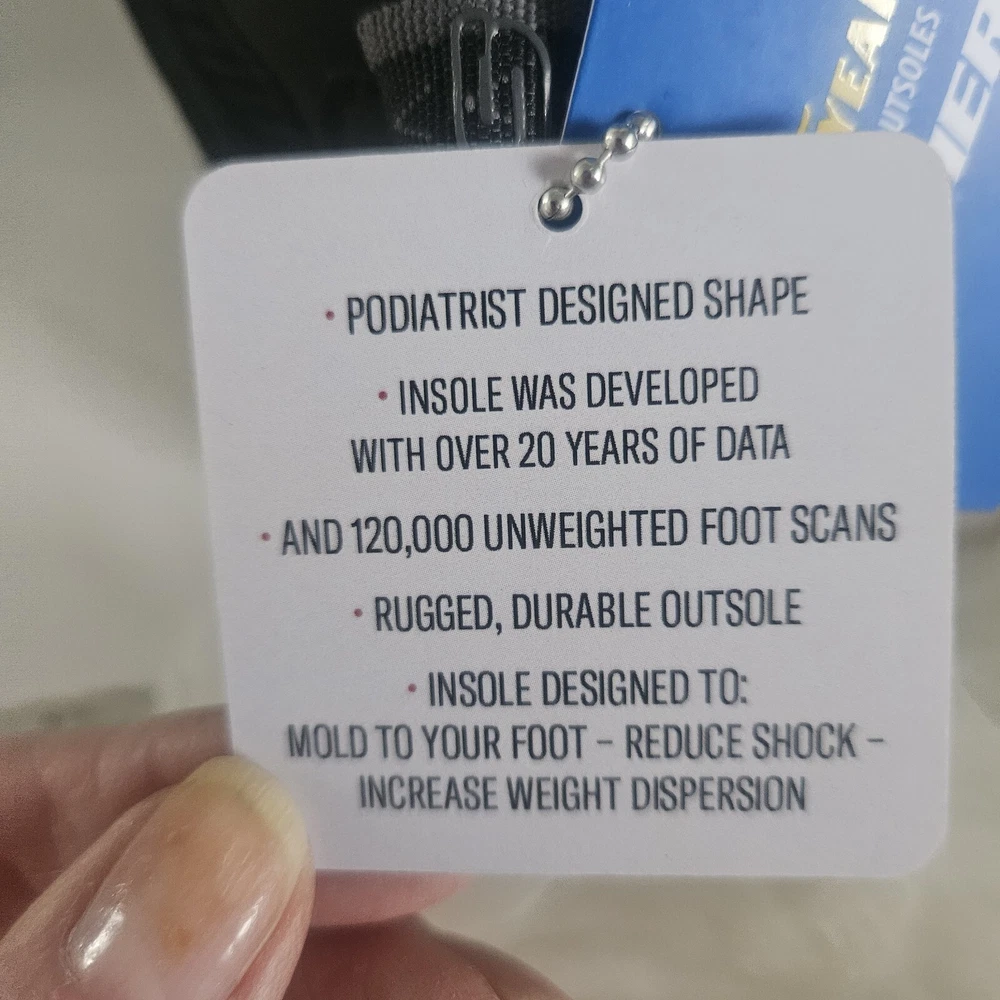 YEAR
OUTSOLES
• PODIATRIST DESIGNED SHAPE
• INSOLE WAS DEVELOPED
WITH OVER 20 YEARS OF DATA
• AND 120,000 UNWEIGHTED FOOT SCANS
• RUGGED, DURABLE OUTSOLE
• INSOLE DESIGNED TO:
MOLD TO YOUR FOOT – REDUCE SHOCK –
INCREASE WEIGHT DISPERSION